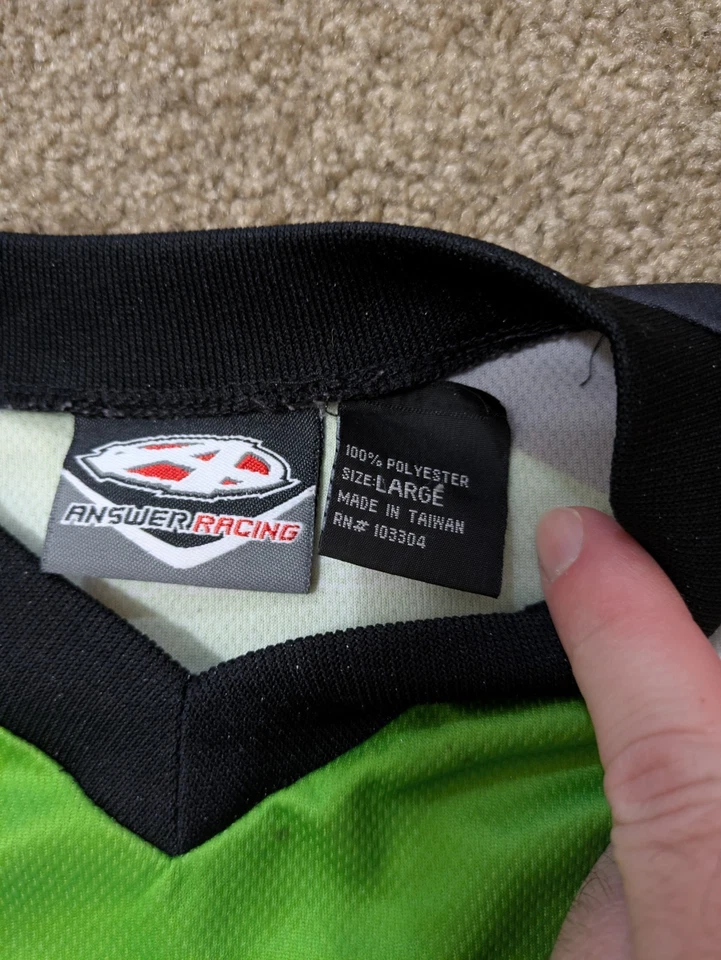 ANSWER RACING
100% POLYESTER
SIZE:LARGE
MADE IN TAIWAN
RN# 103304